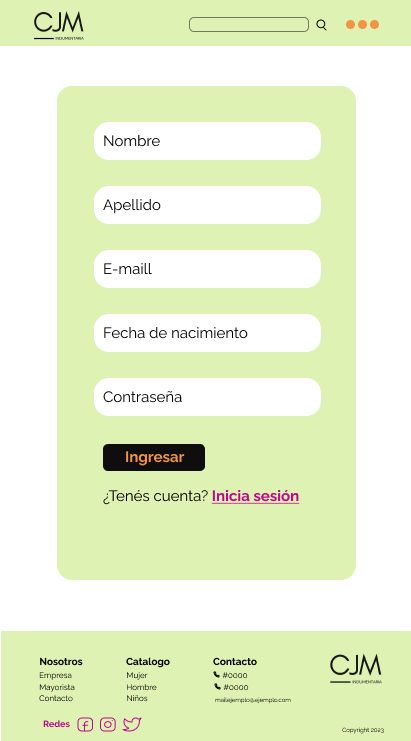 CJM
INDUMENTARIA
Nombre
Apellido
E-maill
Fecha de nacimiento
Contraseña
Ingresar
¿Tenés cuenta? Inicia sesión
Nosotros
Empresa
Mayorista
Contacto
Catalogo
Mujer
Hombre
Niños
Contacto
#0000
#0000
mailejemplo@ejemplo.com
CJM
INDUMENTARIA
Redes
Copyright 2023